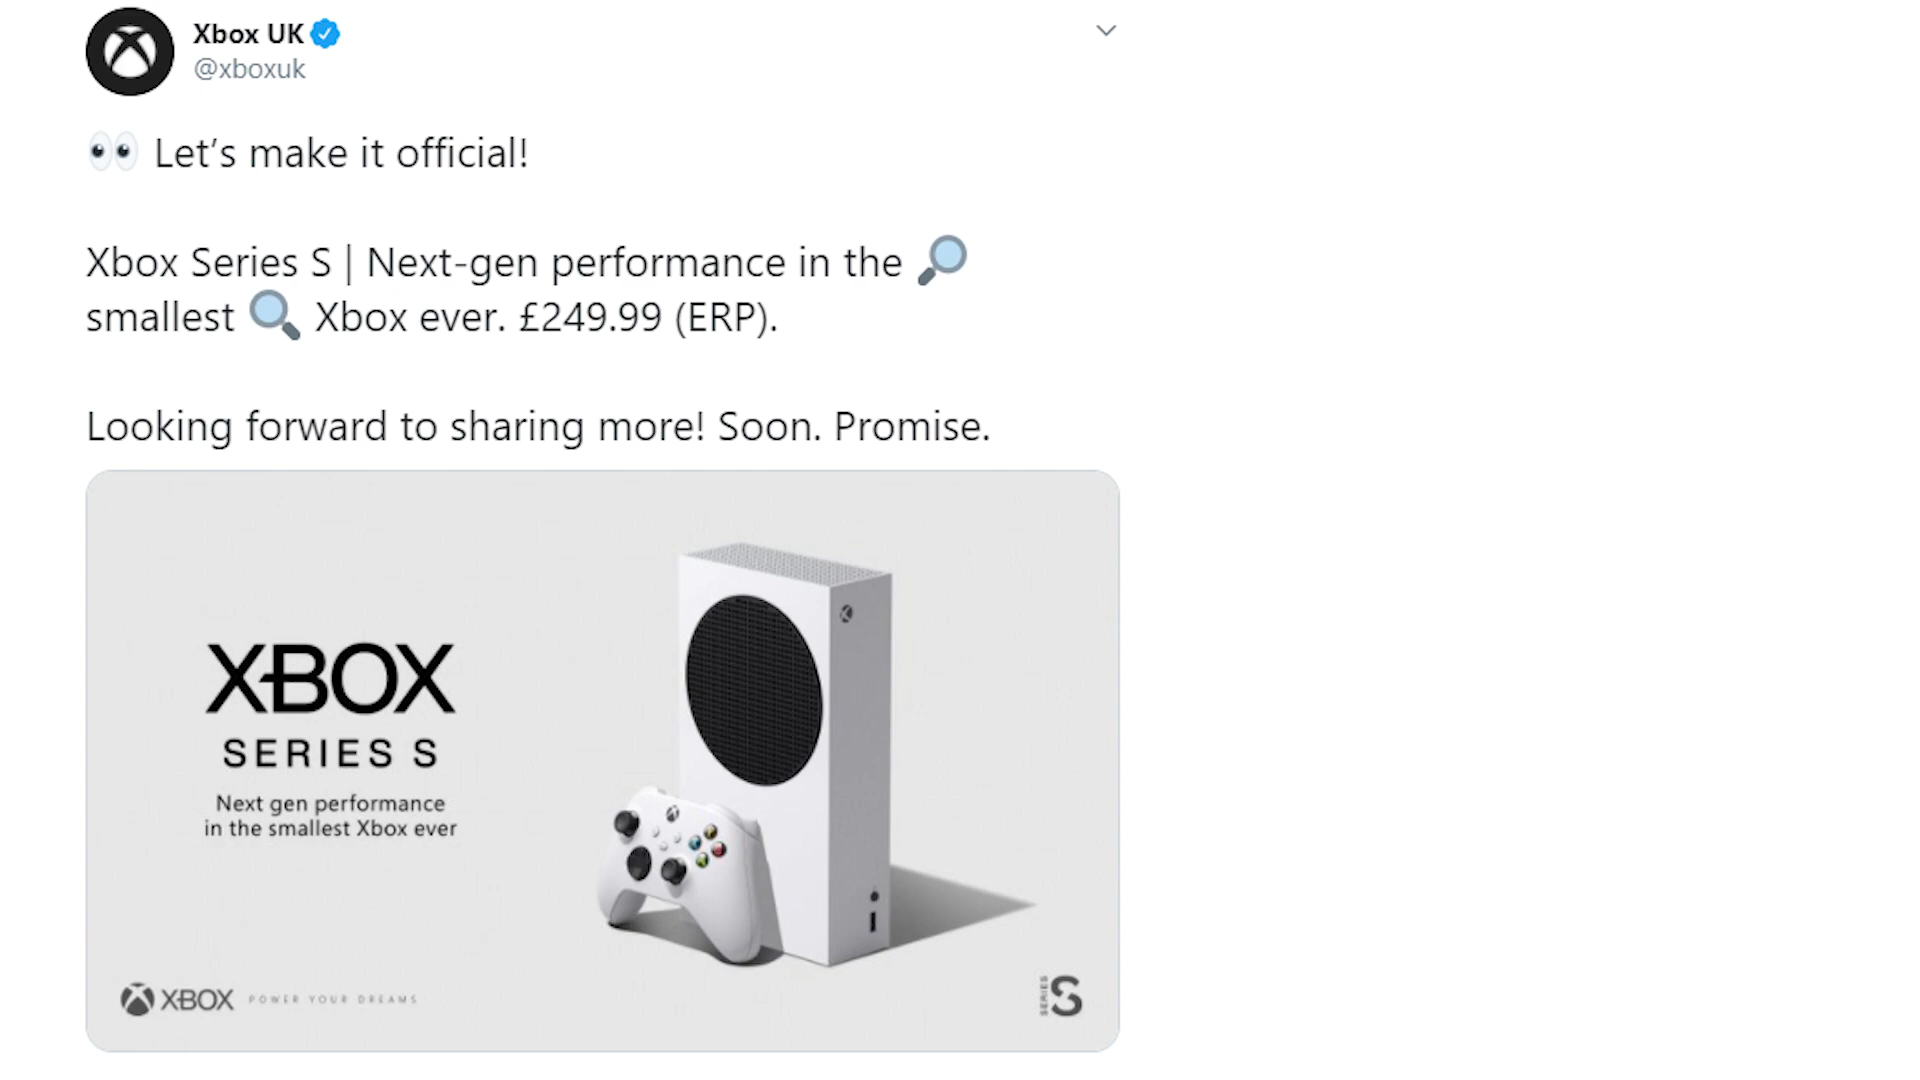 Xbox UK
@xboxuk
👀 Let’s make it official!
Xbox Series S | Next-gen performance in the 🔎
smallest 🔍 Xbox ever. £249.99 (ERP).
Looking forward to sharing more! Soon. Promise.
XBOX
SERIES S
Next gen performance
in the smallest Xbox ever
XBOX POWER YOUR DREAMS
SERIES S